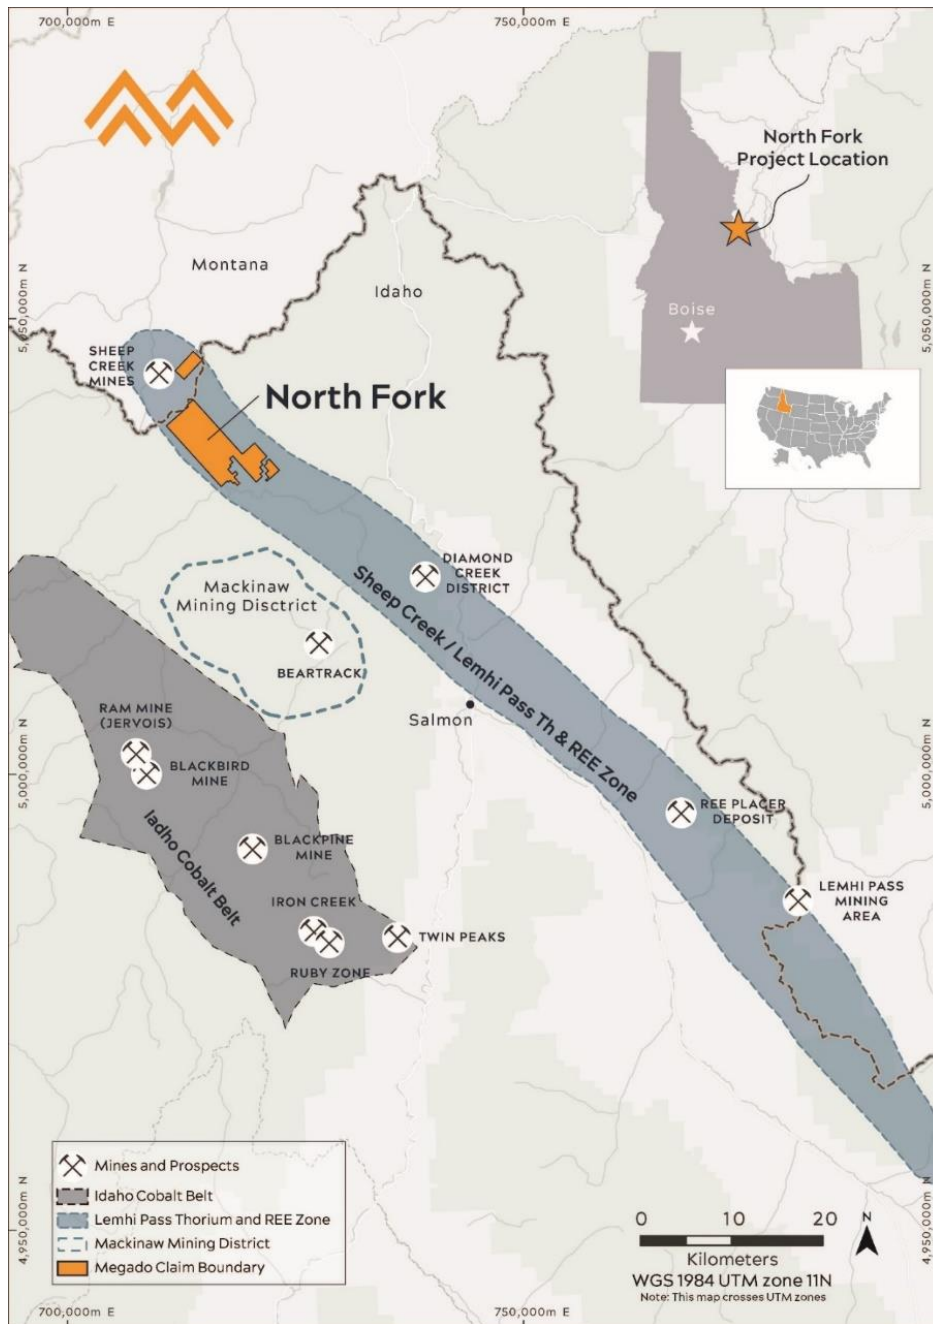 700,000m E
750,000m E
North Fork
Project Location
Montana
Idaho
5,050,000m N
5,050,000m N
Boise
SHEEP
CREEK
MINES
North Fork
DIAMOND
CREEK
DISTRICT
Mackinaw
Mining Disctrict
Sheep Creek / Lemhi Pass Th & REE Zone
BEARTRACK
RAM MINE
(JERVOIS)
Salmon
BLACKBIRD
MINE
5,000,000m N
5,000,000m N
REE PLACER
DEPOSIT
Iadho Cobalt Belt
BLACKPINE
MINE
LEMHI PASS
MINING
AREA
IRON CREEK
TWIN PEAKS
RUBY ZONE
Mines and Prospects
Idaho Cobalt Belt
Lemhi Pass Thorium and REE Zone
Mackinaw Mining District
Megado Claim Boundary
4,950,000m N
4,950,000m N
0 10 20
N
Kilometers
WGS 1984 UTM zone 11N
Note: This map crosses UTM zones
700,000m E
750,000m E